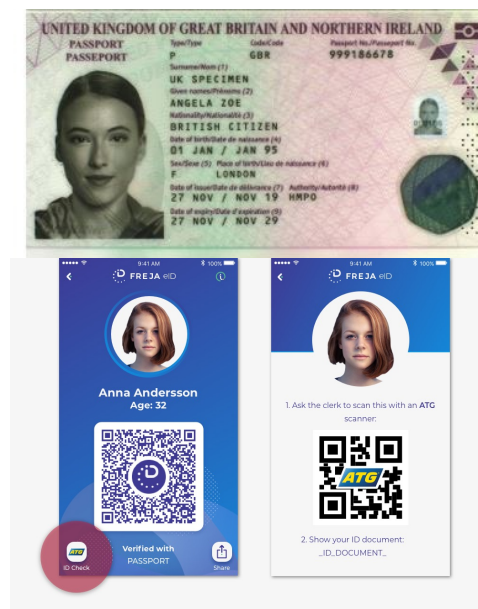 UNITED KINGDOM OF GREAT BRITAIN AND NORTHERN IRELAND
PASSPORT
PASSEPORT
Type/Type Code/Code Passport No./Passeport No.
P GBR 999186678
Surname/Nom (1)
UK SPECIMEN
Given names/Prénoms (2)
ANGELA ZOE
Nationality/Nationalité (3)
BRITISH CITIZEN
Date of birth/Date de naissance (4)
01 JAN / JAN 95
Sex/Sexe (5) Place of birth/Lieu de naissance (6)
F LONDON
Date of issue/Date de délivrance (7) Authority/Autorité (8)
27 NOV / NOV 19 HMPO
Date of expiry/Date d'expiration (9)
27 NOV / NOV 29
9:41 AM 100%
FREJA eID
Anna Andersson
Age: 32
ATG
ID Check
Verified with
PASSPORT
Share
9:41 AM 100%
FREJA eID
1. Ask the clerk to scan this with an ATG
scanner:
ATG
2. Show your ID document:
_ID_DOCUMENT_